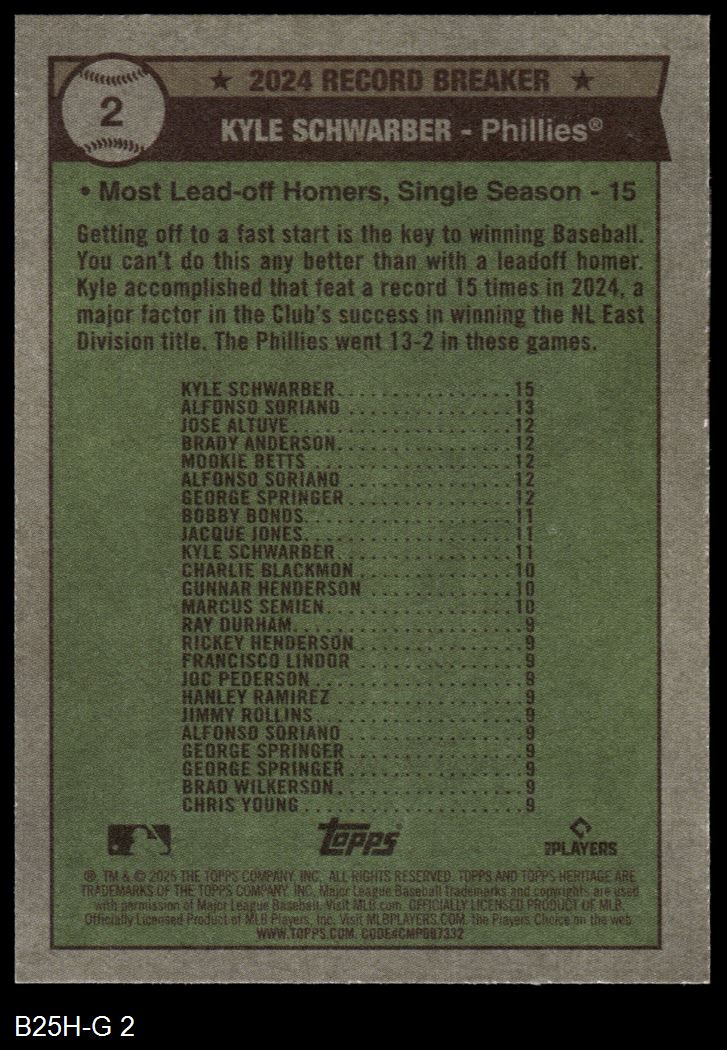 2
★ 2024 RECORD BREAKER ★
KYLE SCHWARBER - Phillies®
• Most Lead-off Homers, Single Season - 15
Getting off to a fast start is the key to winning Baseball.
You can't do this any better than with a leadoff homer.
Kyle accomplished that feat a record 15 times in 2024, a
major factor in the Club's success in winning the NL East
Division title. The Phillies went 13-2 in these games.
KYLE SCHWARBER................15
ALFONSO SORIANO...............13
JOSE ALTUVE...................12
BRADY ANDERSON................12
MOOKIE BETTS..................12
ALFONSO SORIANO...............12
GEORGE SPRINGER...............12
BOBBY BONDS...................11
JACQUE JONES..................11
KYLE SCHWARBER................11
CHARLIE BLACKMON..............10
GUNNAR HENDERSON..............10
MARCUS SEMIEN.................10
RAY DURHAM....................9
RICKEY HENDERSON..............9
FRANCISCO LINDOR..............9
JOC PEDERSON..................9
HANLEY RAMIREZ................9
JIMMY ROLLINS.................9
ALFONSO SORIANO...............9
GEORGE SPRINGER...............9
GEORGE SPRINGER...............9
BRAD WILKERSON................9
CHRIS YOUNG...................9
topps® PLAYERS
®, TM & © 2025 THE TOPPS COMPANY, INC. ALL RIGHTS RESERVED. TOPPS AND TOPPS HERITAGE ARE
TRADEMARKS OF THE TOPPS COMPANY, INC. Major League Baseball trademarks and copyrights are used
with permission of Major League Baseball. Visit MLB.com. OFFICIALLY LICENSED PRODUCT OF MLB
Officially Licensed Product of MLB Players, Inc. Visit MLBPLAYERS.COM, the Players Choice on the web.
WWW.TOPPS.COM. CODE#CMP097332
B25H-G 2